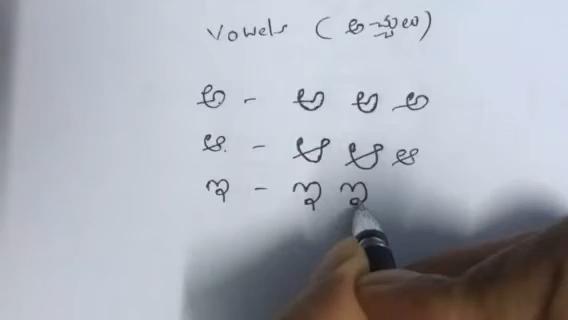 Vowels (అచ్చులు)
అ - అ అ అ
ఆ - ఆ ఆ ఆ
ఇ - ఇ ఇ